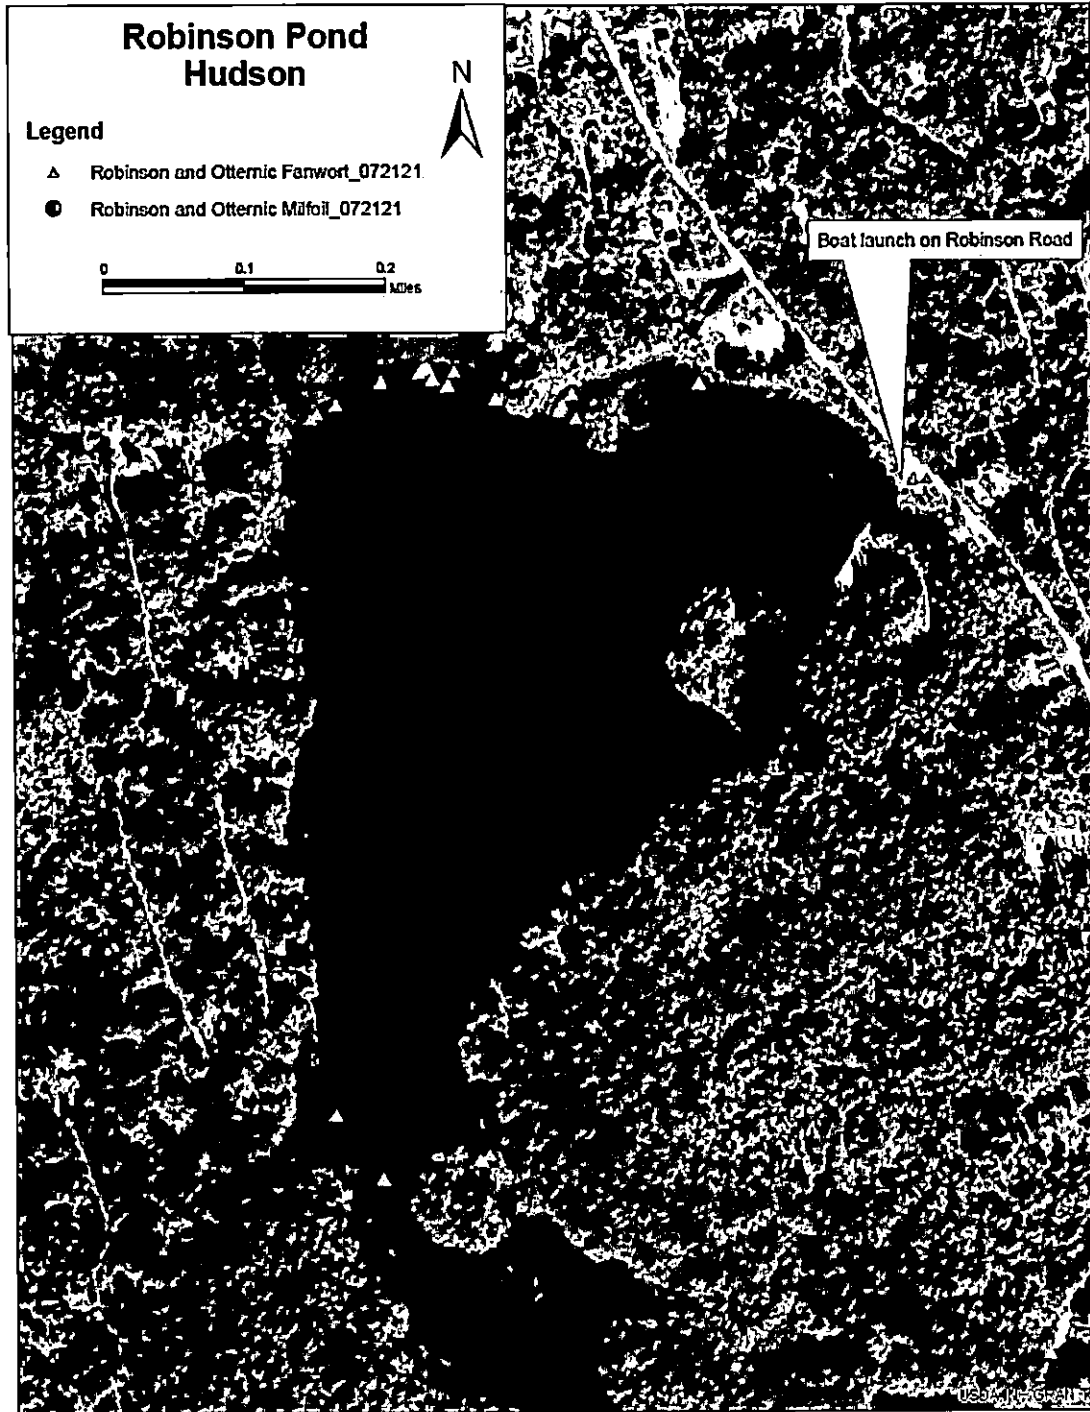 Robinson Pond
Hudson
N
Legend
Robinson and Otternic Fanwort_072121
Robinson and Otternic Milfoil_072121
0 0.1 0.2
Miles
Boat launch on Robinson Road